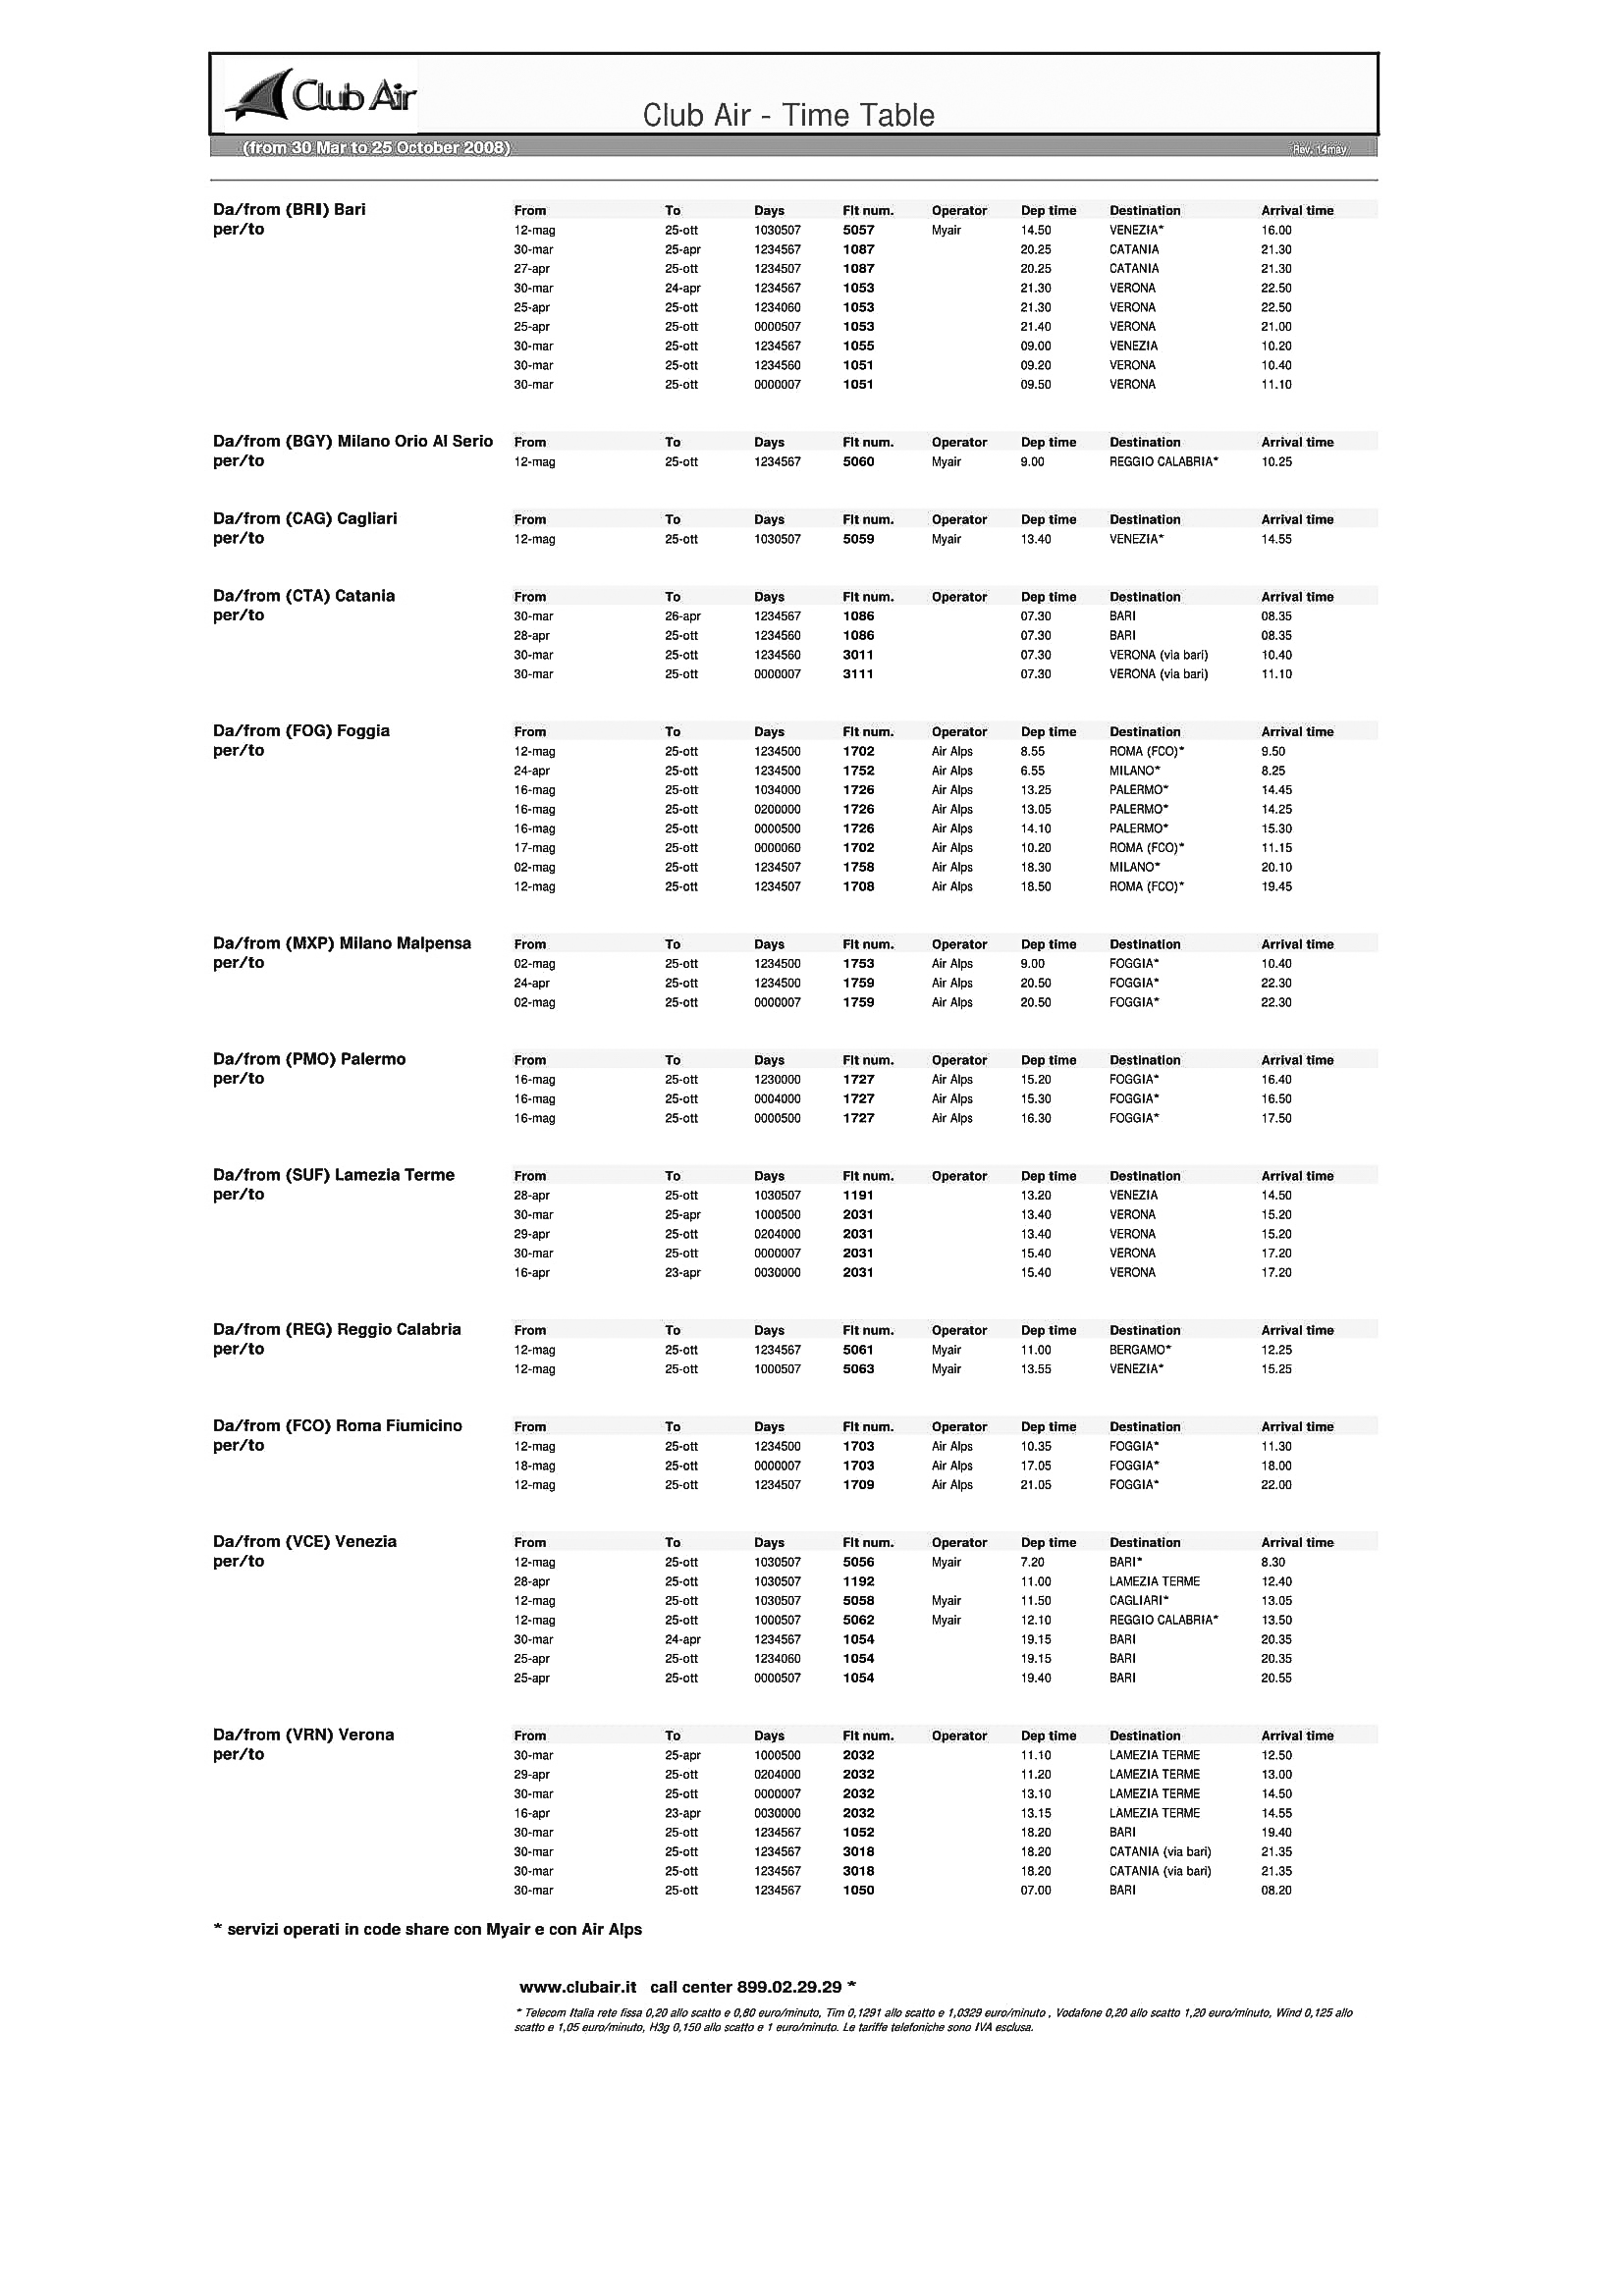 Club Air
Club Air - Time Table
(from 30 Mar to 25 October 2008) Rev. 14may
Da/from (BRI) Bari From To Days Flt num. Operator Dep time Destination Arrival time
per/to 12-mag 25-ott 1030507 5057 Myair 14.50 VENEZIA* 16.00
30-mar 25-apr 1234567 1087 20.25 CATANIA 21.30
27-apr 25-ott 1234507 1087 20.25 CATANIA 21.30
30-mar 24-apr 1234567 1053 21.30 VERONA 22.50
25-apr 25-ott 1234060 1053 21.30 VERONA 22.50
25-apr 25-ott 0000507 1053 21.40 VERONA 21.00
30-mar 25-ott 1234567 1055 09.00 VENEZIA 10.20
30-mar 25-ott 1234560 1051 09.20 VERONA 10.40
30-mar 25-ott 0000007 1051 09.50 VERONA 11.10
Da/from (BGY) Milano Orio Al Serio From To Days Flt num. Operator Dep time Destination Arrival time
per/to 12-mag 25-ott 1234567 5060 Myair 9.00 REGGIO CALABRIA* 10.25
Da/from (CAG) Cagliari From To Days Flt num. Operator Dep time Destination Arrival time
per/to 12-mag 25-ott 1030507 5059 Myair 13.40 VENEZIA* 14.55
Da/from (CTA) Catania From To Days Flt num. Operator Dep time Destination Arrival time
per/to 30-mar 26-apr 1234567 1086 07.30 BARI 08.35
28-apr 25-ott 1234560 1086 07.30 BARI 08.35
30-mar 25-ott 1234560 3011 07.30 VERONA (via bari) 10.40
30-mar 25-ott 0000007 3111 07.30 VERONA (via bari) 11.10
Da/from (FOG) Foggia From To Days Flt num. Operator Dep time Destination Arrival time
per/to 12-mag 25-ott 1234500 1702 Air Alps 8.55 ROMA (FCO)* 9.50
24-apr 25-ott 1234500 1752 Air Alps 6.55 MILANO* 8.25
16-mag 25-ott 1034000 1726 Air Alps 13.25 PALERMO* 14.45
16-mag 25-ott 0200000 1726 Air Alps 13.05 PALERMO* 14.25
16-mag 25-ott 0000500 1726 Air Alps 14.10 PALERMO* 15.30
17-mag 25-ott 0000060 1702 Air Alps 10.20 ROMA (FCO)* 11.15
02-mag 25-ott 1234507 1758 Air Alps 18.30 MILANO* 20.10
12-mag 25-ott 1234507 1708 Air Alps 18.50 ROMA (FCO)* 19.45
Da/from (MXP) Milano Malpensa From To Days Flt num. Operator Dep time Destination Arrival time
per/to 02-mag 25-ott 1234500 1753 Air Alps 9.00 FOGGIA* 10.40
24-apr 25-ott 1234500 1759 Air Alps 20.50 FOGGIA* 22.30
02-mag 25-ott 0000007 1759 Air Alps 20.50 FOGGIA* 22.30
Da/from (PMO) Palermo From To Days Flt num. Operator Dep time Destination Arrival time
per/to 16-mag 25-ott 1230000 1727 Air Alps 15.20 FOGGIA* 16.40
16-mag 25-ott 0004000 1727 Air Alps 15.30 FOGGIA* 16.50
16-mag 25-ott 0000500 1727 Air Alps 16.30 FOGGIA* 17.50
Da/from (SUF) Lamezia Terme From To Days Flt num. Operator Dep time Destination Arrival time
per/to 28-apr 25-ott 1030507 1191 13.20 VENEZIA 14.50
30-mar 25-apr 1000500 2031 13.40 VERONA 15.20
29-apr 25-ott 0204000 2031 13.40 VERONA 15.20
30-mar 25-ott 0000007 2031 15.40 VERONA 17.20
16-apr 23-apr 0030000 2031 15.40 VERONA 17.20
Da/from (REG) Reggio Calabria From To Days Flt num. Operator Dep time Destination Arrival time
per/to 12-mag 25-ott 1234567 5061 Myair 11.00 BERGAMO* 12.25
12-mag 25-ott 1000507 5063 Myair 13.55 VENEZIA* 15.25
Da/from (FCO) Roma Fiumicino From To Days Flt num. Operator Dep time Destination Arrival time
per/to 12-mag 25-ott 1234500 1703 Air Alps 10.35 FOGGIA* 11.30
18-mag 25-ott 0000007 1703 Air Alps 17.05 FOGGIA* 18.00
12-mag 25-ott 1234507 1709 Air Alps 21.05 FOGGIA* 22.00
Da/from (VCE) Venezia From To Days Flt num. Operator Dep time Destination Arrival time
per/to 12-mag 25-ott 1030507 5056 Myair 7.20 BARI* 8.30
28-apr 25-ott 1030507 1192 11.00 LAMEZIA TERME 12.40
12-mag 25-ott 1030507 5058 Myair 11.50 CAGLIARI* 13.05
12-mag 25-ott 1000507 5062 Myair 12.10 REGGIO CALABRIA* 13.50
30-mar 24-apr 1234567 1054 19.15 BARI 20.35
25-apr 25-ott 1234060 1054 19.15 BARI 20.35
25-apr 25-ott 0000507 1054 19.40 BARI 20.55
Da/from (VRN) Verona From To Days Flt num. Operator Dep time Destination Arrival time
per/to 30-mar 25-apr 1000500 2032 11.10 LAMEZIA TERME 12.50
29-apr 25-ott 0204000 2032 11.20 LAMEZIA TERME 13.00
30-mar 25-ott 0000007 2032 13.10 LAMEZIA TERME 14.50
16-apr 23-apr 0030000 2032 13.15 LAMEZIA TERME 14.55
30-mar 25-ott 1234567 1052 18.20 BARI 19.40
30-mar 25-ott 1234567 3018 18.20 CATANIA (via bari) 21.35
30-mar 25-ott 1234567 3018 18.20 CATANIA (via bari) 21.35
30-mar 25-ott 1234567 1050 07.00 BARI 08.20
* servizi operati in code share con Myair e con Air Alps
www.clubair.it call center 899.02.29.29 *
* Telecom Italia rete fissa 0,20 allo scatto e 0,80 euro/minuto, Tim 0,1291 allo scatto e 1,0329 euro/minuto , Vodafone 0,20 allo scatto 1,20 euro/minuto, Wind 0,125 allo
scatto e 1,05 euro/minuto, H3g 0,150 allo scatto e 1 euro/minuto. Le tariffe telefoniche sono IVA esclusa.